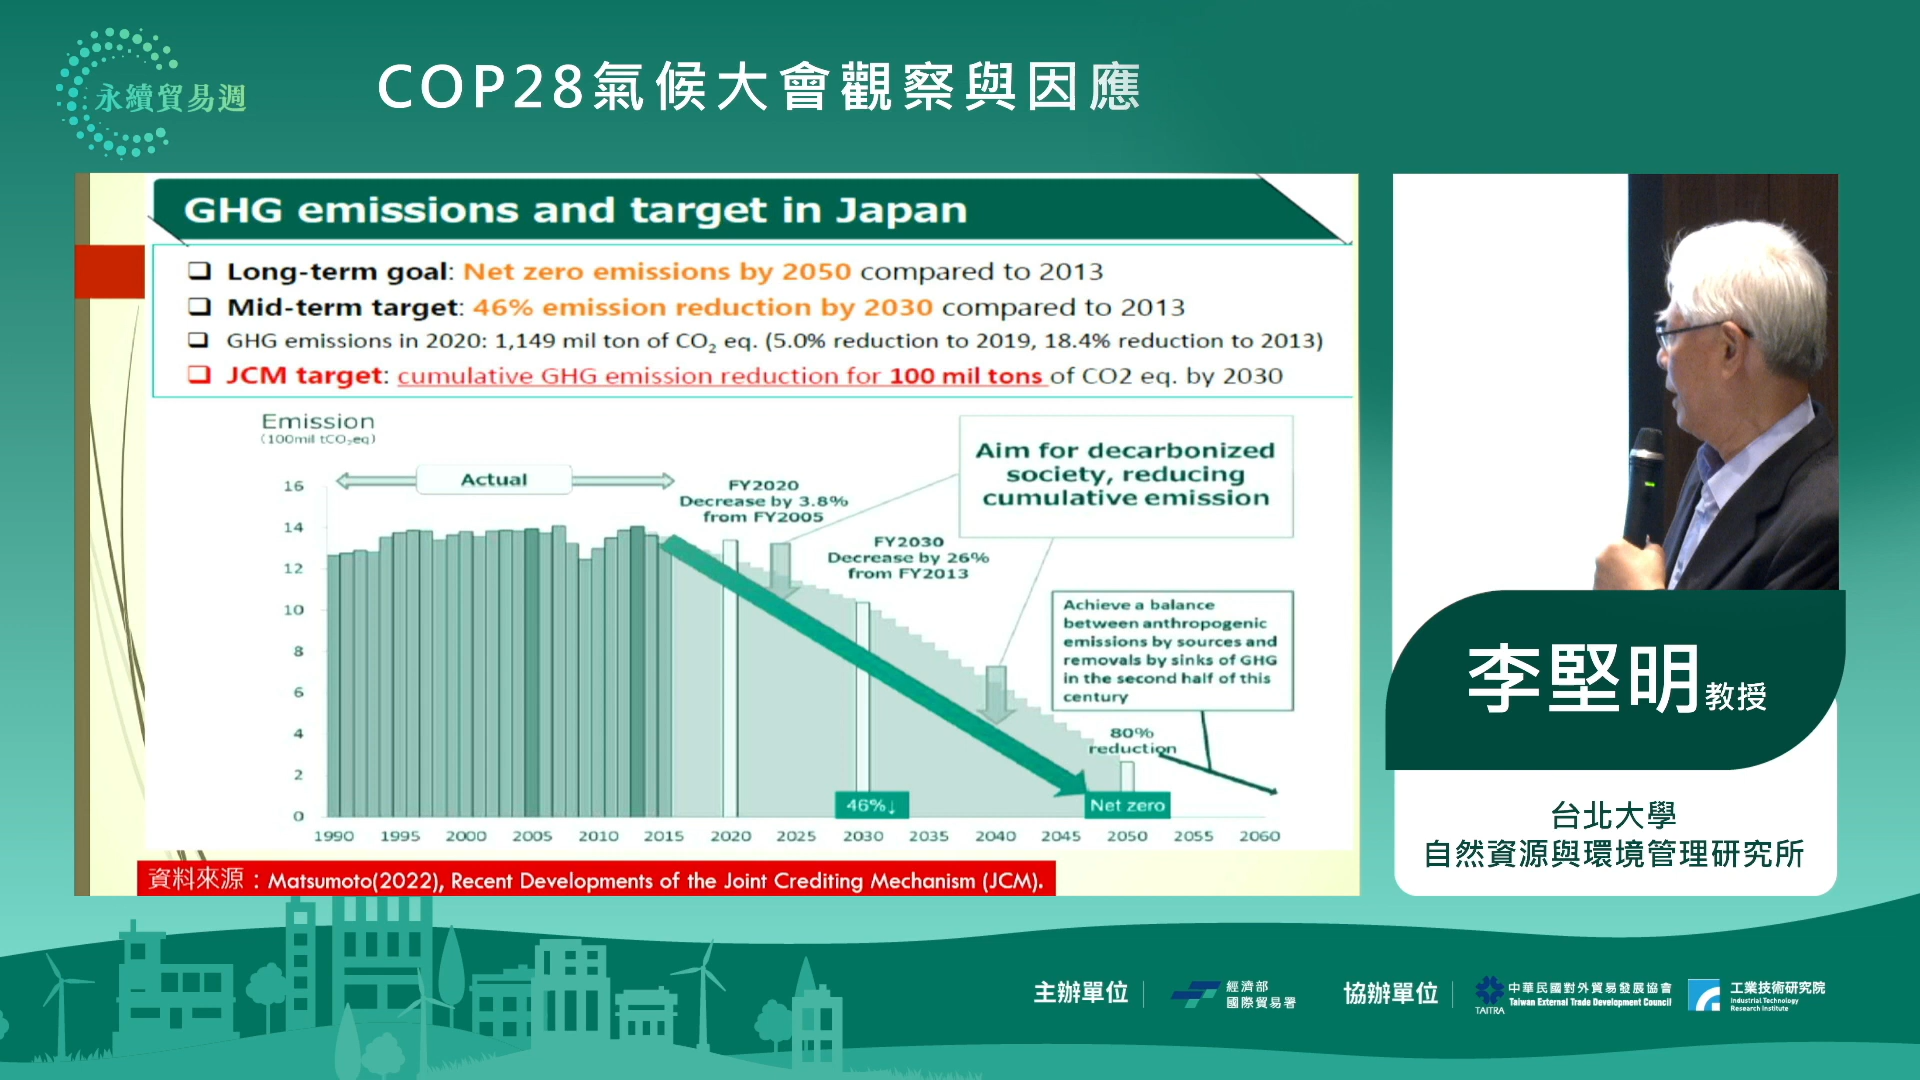 永續貿易週
COP28氣候大會觀察與因應
GHG emissions and target in Japan
Long-term goal: Net zero emissions by 2050 compared to 2013
Mid-term target: 46% emission reduction by 2030 compared to 2013
GHG emissions in 2020: 1,149 mil ton of CO₂ eq. (5.0% reduction to 2019, 18.4% reduction to 2013)
JCM target: cumulative GHG emission reduction for 100 mil tons of CO2 eq. by 2030
Emission
(100mil tCO₂eq)
Actual
FY2020
Decrease by 3.8%
from FY2005
Aim for decarbonized
society, reducing
cumulative emission
FY2030
Decrease by 26%
from FY2013
Achieve a balance
between anthropogenic
emissions by sources and
removals by sinks of GHG
in the second half of this
century
80%
reduction
46%↓
Net zero
16
14
12
10
8
6
4
2
0
1990 1995 2000 2005 2010 2015 2020 2025 2030 2035 2040 2045 2050 2055 2060
資料來源：Matsumoto(2022), Recent Developments of the Joint Crediting Mechanism (JCM).
李堅明教授
台北大學
自然資源與環境管理研究所
主辦單位
經濟部
國際貿易署
協辦單位
TAITRA
中華民國對外貿易發展協會
Taiwan External Trade Development Council
工業技術研究院
Industrial Technology
Research Institute